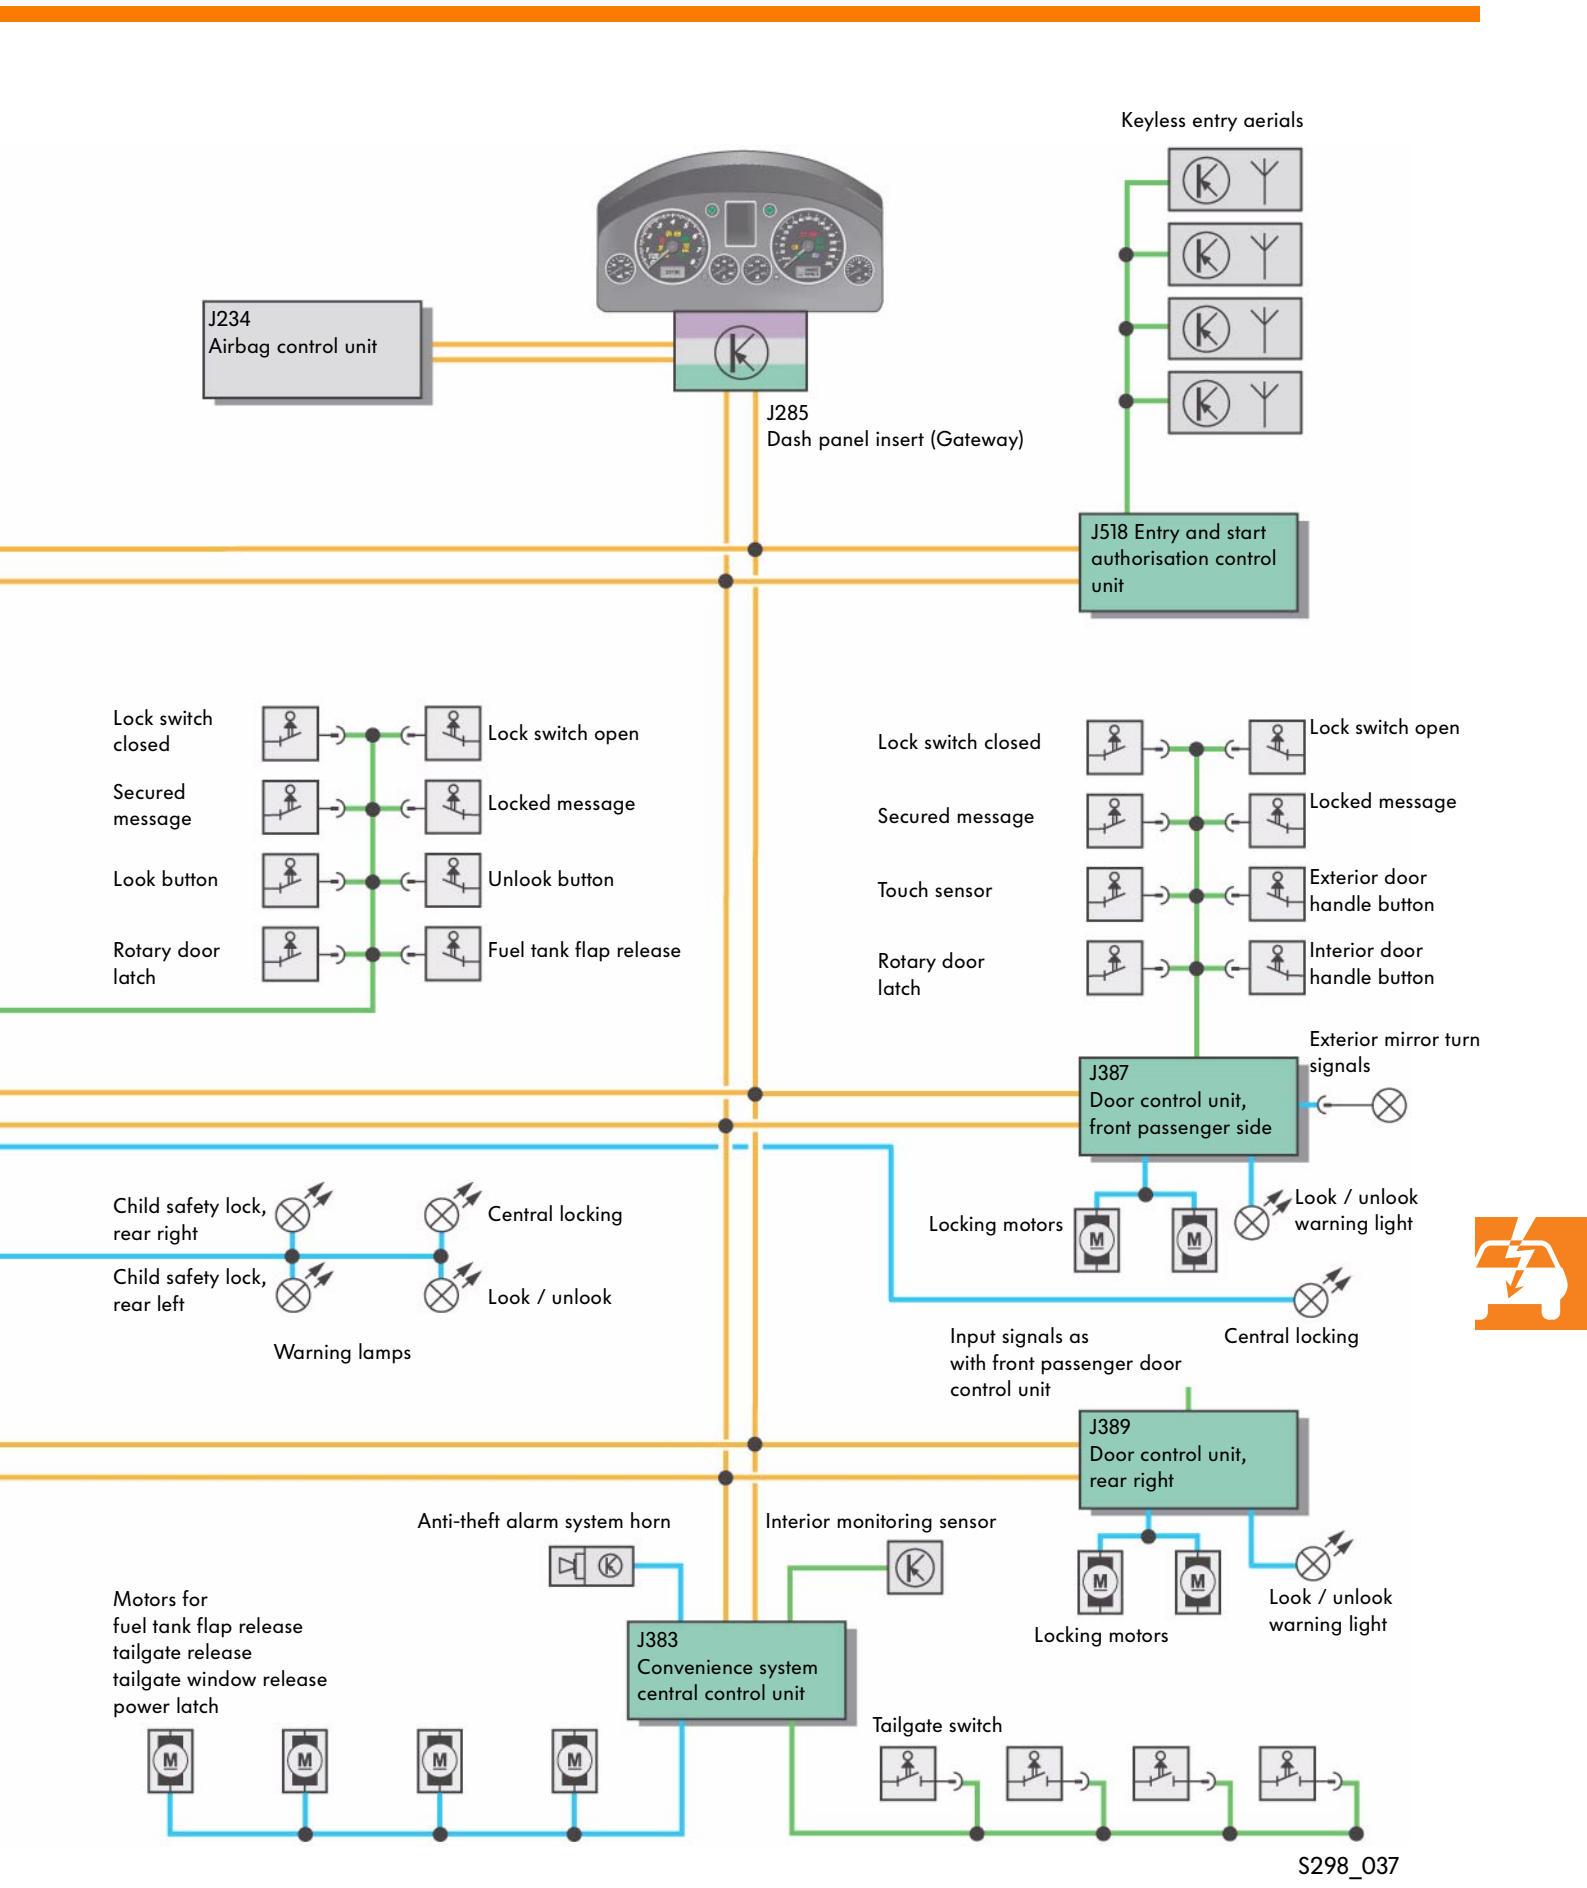 Keyless entry aerials
J234
Airbag control unit
J285
Dash panel insert (Gateway)
J518 Entry and start
authorisation control
unit
Lock switch
closed
Lock switch open
Secured
message
Locked message
Look button
Unlook button
Rotary door
latch
Fuel tank flap release
Lock switch closed
Lock switch open
Secured message
Locked message
Touch sensor
Exterior door
handle button
Rotary door
latch
Interior door
handle button
Exterior mirror turn
signals
J387
Door control unit,
front passenger side
Child safety lock,
rear right
Central locking
Child safety lock,
rear left
Look / unlook
Warning lamps
Locking motors
M
M
Look / unlook
warning light
Central locking
Input signals as
with front passenger door
control unit
J389
Door control unit,
rear right
Anti-theft alarm system horn
Interior monitoring sensor
M
M
Locking motors
Look / unlook
warning light
Motors for
fuel tank flap release
tailgate release
tailgate window release
power latch
J383
Convenience system
central control unit
M
M
M
M
Tailgate switch
S298_037